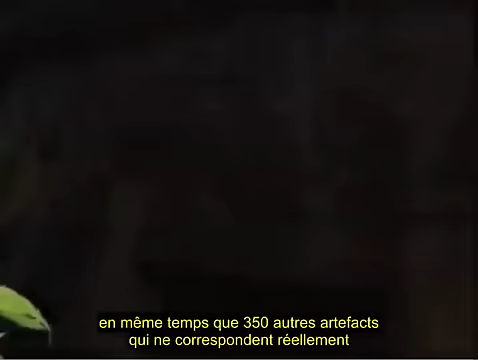 en même temps que 350 autres artefacts
qui ne correspondent réellement